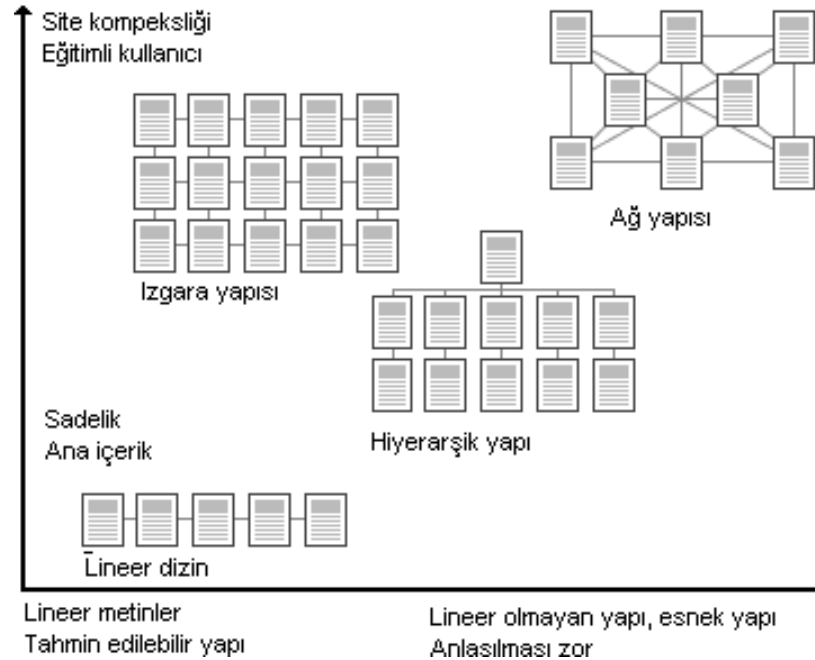 Site kompeksliği
Eğitimli kullanıcı
Ağ yapısı
Izgara yapısı
Sadelik
Ana içerik
Hiyerarşik yapı
Lineer dizin
Lineer metinler
Tahmin edilebilir yapı
Lineer olmayan yapı, esnek yapı
Anlaşılması zor